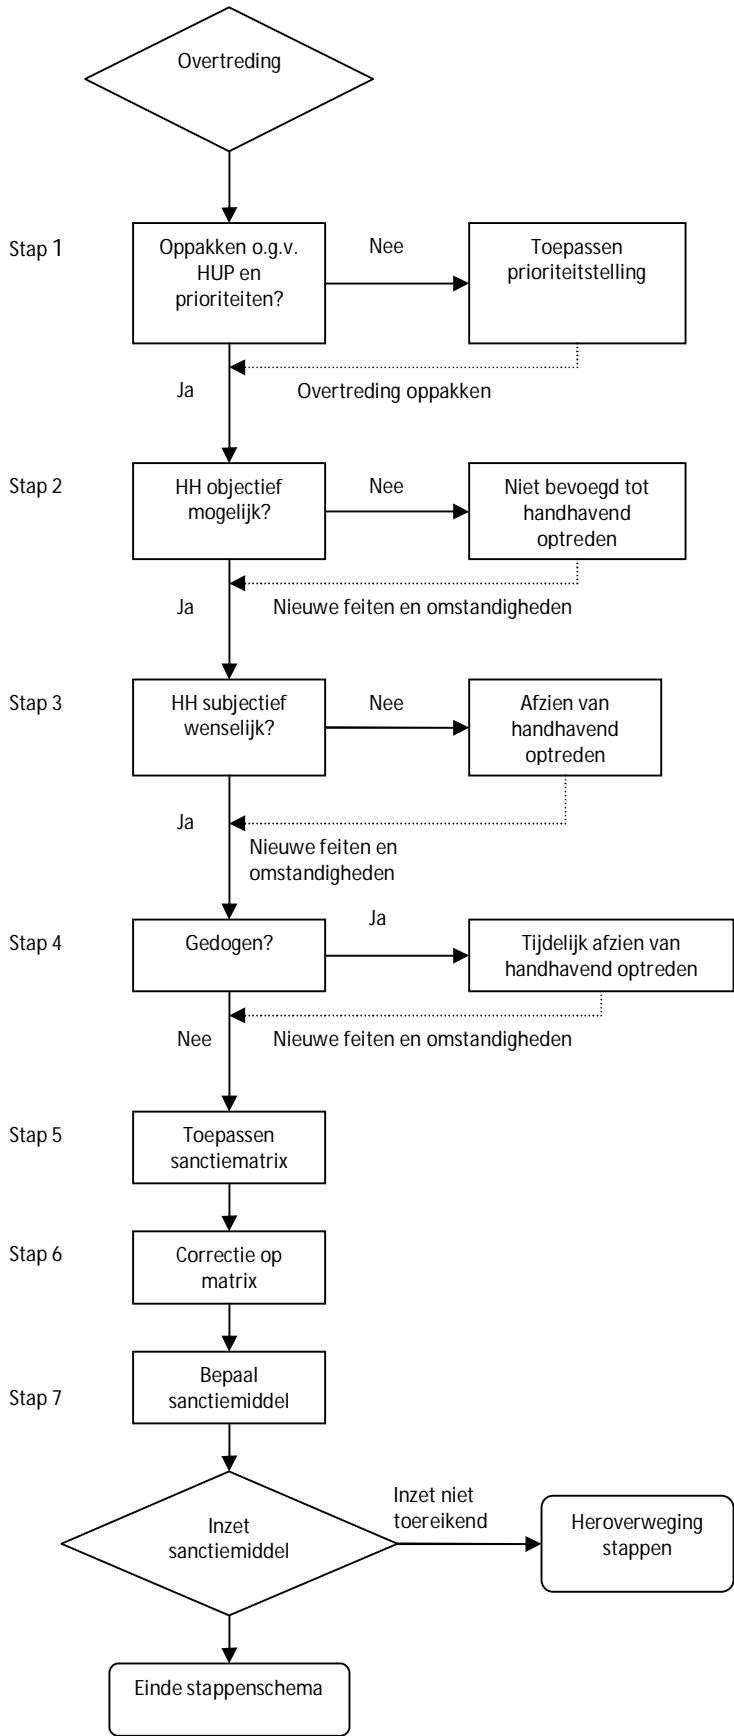 Overtreding
Stap 1
Oppakken o.g.v.
HUP en
prioriteiten?
Nee
Toepassen
prioriteitstelling
Ja
Overtreding oppakken
Stap 2
HH objectief
mogelijk?
Nee
Niet bevoegd tot
handhavend
optreden
Ja
Nieuwe feiten en omstandigheden
Stap 3
HH subjectief
wenselijk?
Nee
Afzien van
handhavend
optreden
Ja
Nieuwe feiten en
omstandigheden
Stap 4
Gedogen?
Ja
Tijdelijk afzien van
handhavend optreden
Nee
Nieuwe feiten en omstandigheden
Stap 5
Toepassen
sanctiematrix
Stap 6
Correctie op
matrix
Stap 7
Bepaal
sanctiemiddel
Inzet
sanctiemiddel
Inzet niet
toereikend
Heroverweging
stappen
Einde stappenschema